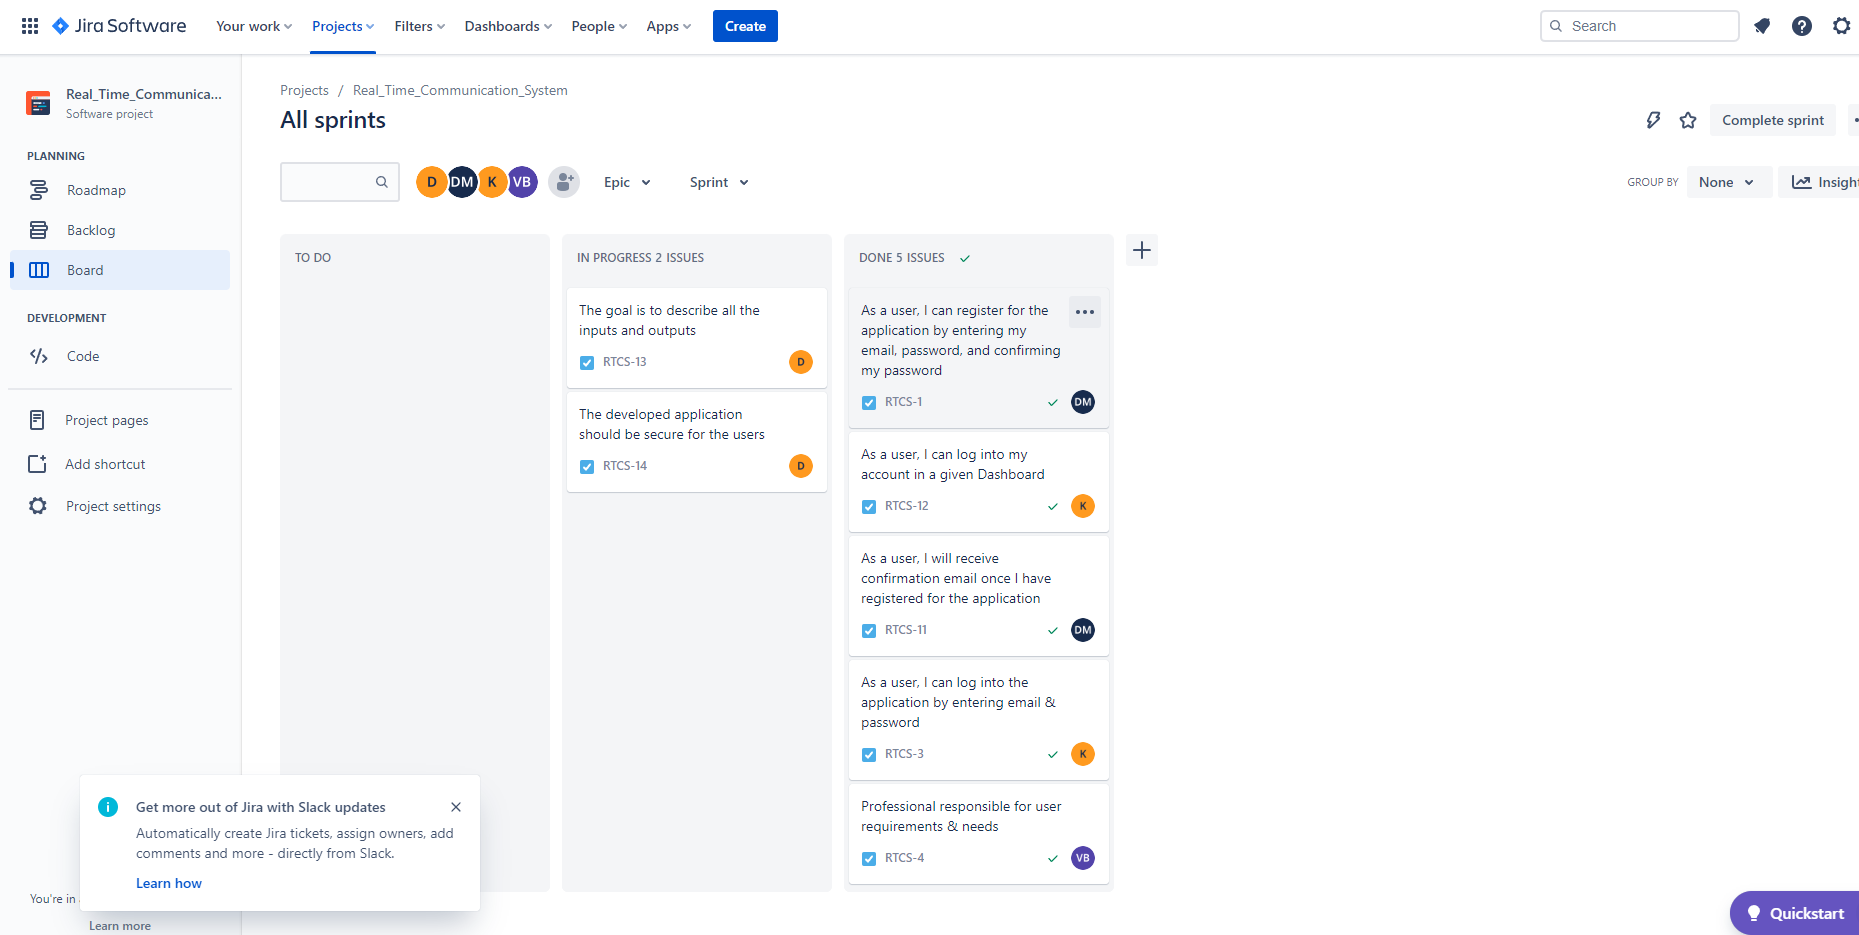 Jira Software Your work Projects Filters Dashboards People Apps Create Search
Real_Time_Communica...
Software project
PLANNING
Roadmap
Backlog
Board
DEVELOPMENT
Code
Project pages
Add shortcut
Project settings
You're in
Learn more
Projects / Real_Time_Communication_System
All sprints
Complete sprint
D DM K VB Epic Sprint
GROUP BY None Insight
TO DO
IN PROGRESS 2 ISSUES
The goal is to describe all the
inputs and outputs
RTCS-13 D
The developed application
should be secure for the users
RTCS-14 D
DONE 5 ISSUES
As a user, I can register for the
application by entering my
email, password, and confirming
my password
RTCS-1 DM
As a user, I can log into my
account in a given Dashboard
RTCS-12 K
As a user, I will receive
confirmation email once I have
registered for the application
RTCS-11 DM
As a user, I can log into the
application by entering email &
password
RTCS-3 K
Professional responsible for user
requirements & needs
RTCS-4 VB
Get more out of Jira with Slack updates
Automatically create Jira tickets, assign owners, add
comments and more - directly from Slack.
Learn how
Quickstart